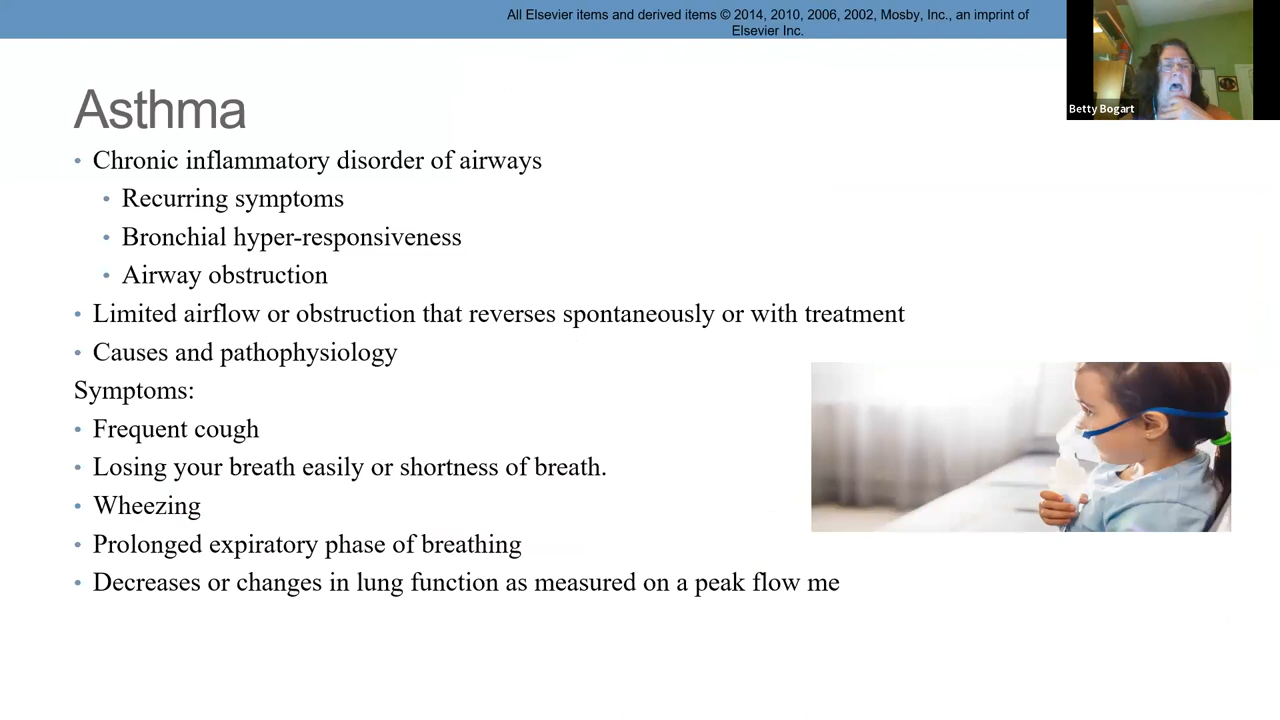 All Elsevier items and derived items © 2014, 2010, 2006, 2002, Mosby, Inc., an imprint of
Elsevier Inc.
Betty Bogart
Asthma
• Chronic inflammatory disorder of airways
• Recurring symptoms
• Bronchial hyper-responsiveness
• Airway obstruction
• Limited airflow or obstruction that reverses spontaneously or with treatment
• Causes and pathophysiology
Symptoms:
• Frequent cough
• Losing your breath easily or shortness of breath.
• Wheezing
• Prolonged expiratory phase of breathing
• Decreases or changes in lung function as measured on a peak flow me